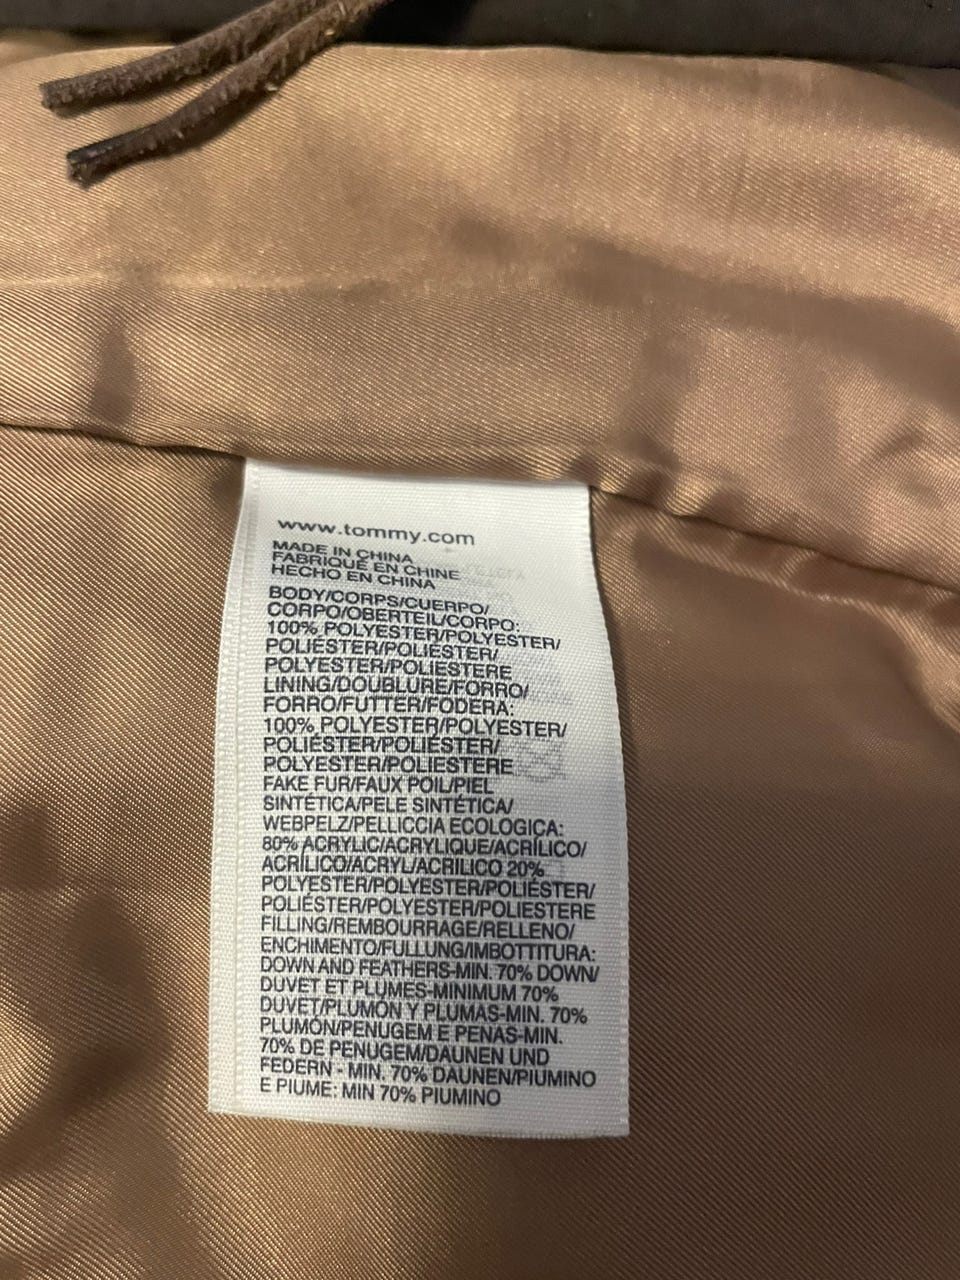 www.tommy.com
MADE IN CHINA
FABRIQUÉ EN CHINE
HECHO EN CHINA
BODY/CORPS/CUERPO/
CORPO/OBERTEIL/CORPO:
100% POLYESTER/POLYESTER/
POLIÉSTER/POLIÉSTER/
POLYESTER/POLIESTERE
LINING/DOUBLURE/FORRO/
FORRO/FUTTER/FODERA:
100% POLYESTER/POLYESTER/
POLIÉSTER/POLIÉSTER/
POLYESTER/POLIESTERE
FAKE FUR/FAUX POIL/PIEL
SINTÉTICA/PELE SINTÉTICA/
WEBPELZ/PELLICCIA ECOLOGICA:
80% ACRYLIC/ACRYLIQUE/ACRÍLICO/
ACRÍLICO/ACRYL/ACRILICO 20%
POLYESTER/POLYESTER/POLIÉSTER/
POLIÉSTER/POLYESTER/POLIESTERE
FILLING/REMBOURRAGE/RELLENO/
ENCHIMENTO/FULLUNG/IMBOTTITURA:
DOWN AND FEATHERS-MIN. 70% DOWN/
DUVET ET PLUMES-MINIMUM 70%
DUVET/PLUMÓN Y PLUMAS-MIN. 70%
PLUMÓN/PENUGEM E PENAS-MIN.
70% DE PENUGEM/DAUNEN UND
FEDERN - MIN. 70% DAUNEN/PIUMINO
E PIUME: MIN 70% PIUMINO